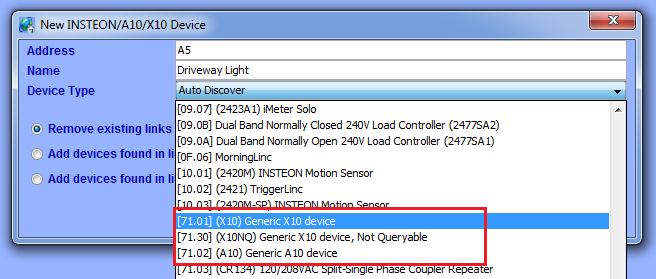 New INSTEON/A10/X10 Device
Address A5
Name Driveway Light
Device Type Auto Discover
[09.07] (2423A1) iMeter Solo
Remove existing links [09.0B] Dual Band Normally Closed 240V Load Controller (2477SA2)
[09.0A] Dual Band Normally Open 240V Load Controller (2477SA1)
Add devices found in li [0F.06] MorningLinc
[10.01] (2420M) INSTEON Motion Sensor
Add devices found in li [10.02] (2421) TriggerLinc
[10.03] (2420M-SP) INSTEON Motion Sensor
[71.01] (X10) Generic X10 device
[71.30] (X10NQ) Generic X10 device, Not Queryable
[71.02] (A10) Generic A10 device
[71.03] (CR134) 120/208VAC Split-Single Phase Coupler Repeater